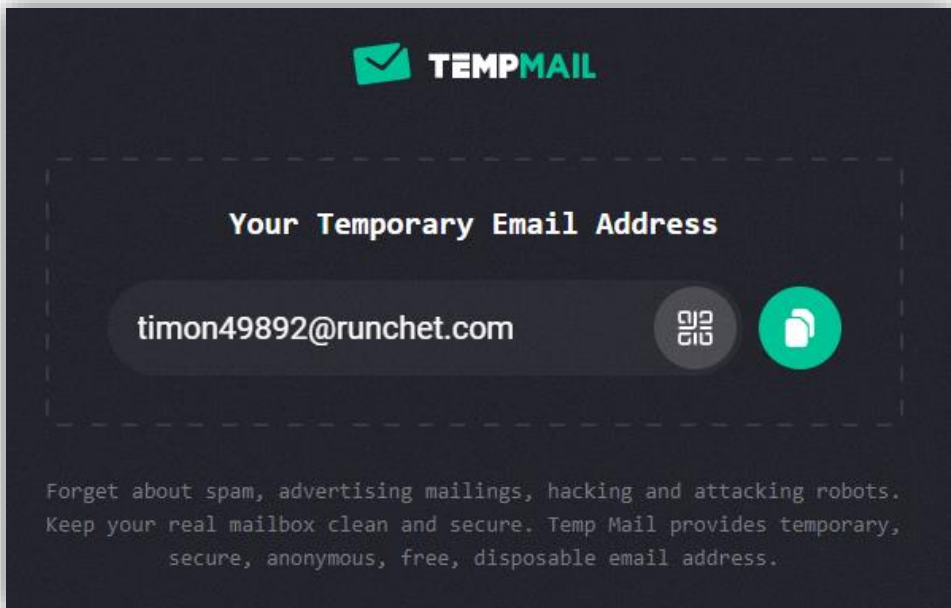 TEMPMAIL
Your Temporary Email Address
timon49892@runchet.com
Forget about spam, advertising mailings, hacking and attacking robots.
Keep your real mailbox clean and secure. Temp Mail provides temporary,
secure, anonymous, free, disposable email address.